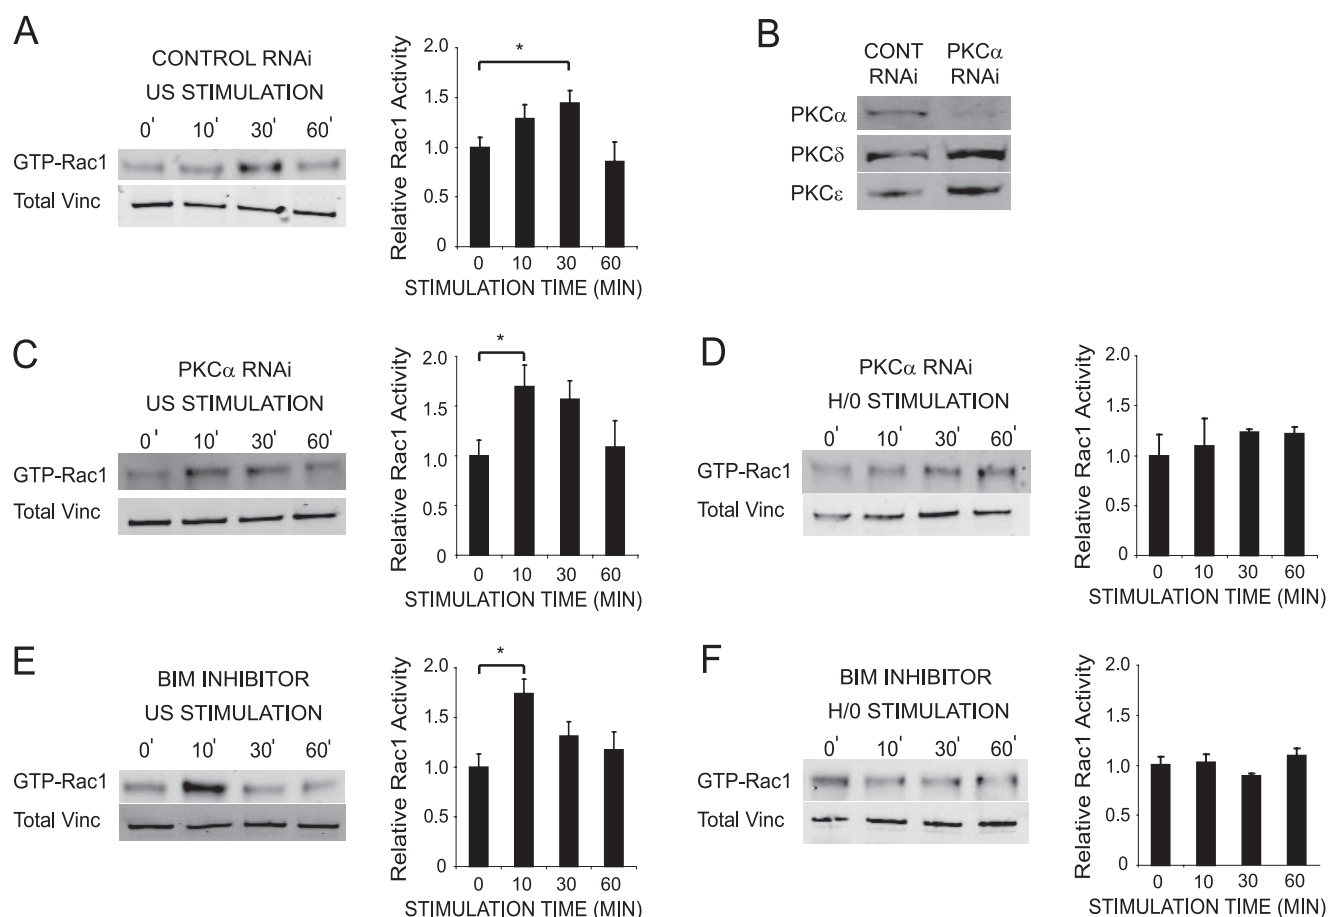 A
CONTROL RNAi
US STIMULATION
0' 10' 30' 60'
GTP-Rac1
Total Vinc
Relative Rac1 Activity
2.0
1.5
1.0
0.5
0
*
0 10 30 60
STIMULATION TIME (MIN)
B
CONT RNAi
PKCα RNAi
PKCα
PKCδ
PKCε
C
PKCα RNAi
US STIMULATION
0' 10' 30' 60'
GTP-Rac1
Total Vinc
Relative Rac1 Activity
2.0
1.5
1.0
0.5
0
*
0 10 30 60
STIMULATION TIME (MIN)
D
PKCα RNAi
H/0 STIMULATION
0' 10' 30' 60'
GTP-Rac1
Total Vinc
Relative Rac1 Activity
2.0
1.5
1.0
0.5
0
0 10 30 60
STIMULATION TIME (MIN)
E
BIM INHIBITOR
US STIMULATION
0' 10' 30' 60'
GTP-Rac1
Total Vinc
Relative Rac1 Activity
2.0
1.5
1.0
0.5
0
*
0 10 30 60
STIMULATION TIME (MIN)
F
BIM INHIBITOR
H/0 STIMULATION
0' 10' 30' 60'
GTP-Rac1
Total Vinc
Relative Rac1 Activity
2.0
1.5
1.0
0.5
0
0 10 30 60
STIMULATION TIME (MIN)